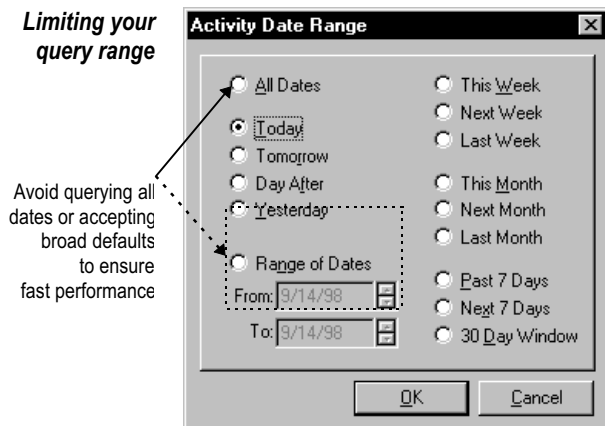 Limiting your
query range
Avoid querying all
dates or accepting
broad defaults
to ensure
fast performance
Activity Date Range
All Dates
Today
Tomorrow
Day After
Yesterday
Range of Dates
From: 9/14/98
To: 9/14/98
This Week
Next Week
Last Week
This Month
Next Month
Last Month
Past 7 Days
Next 7 Days
30 Day Window
OK
Cancel